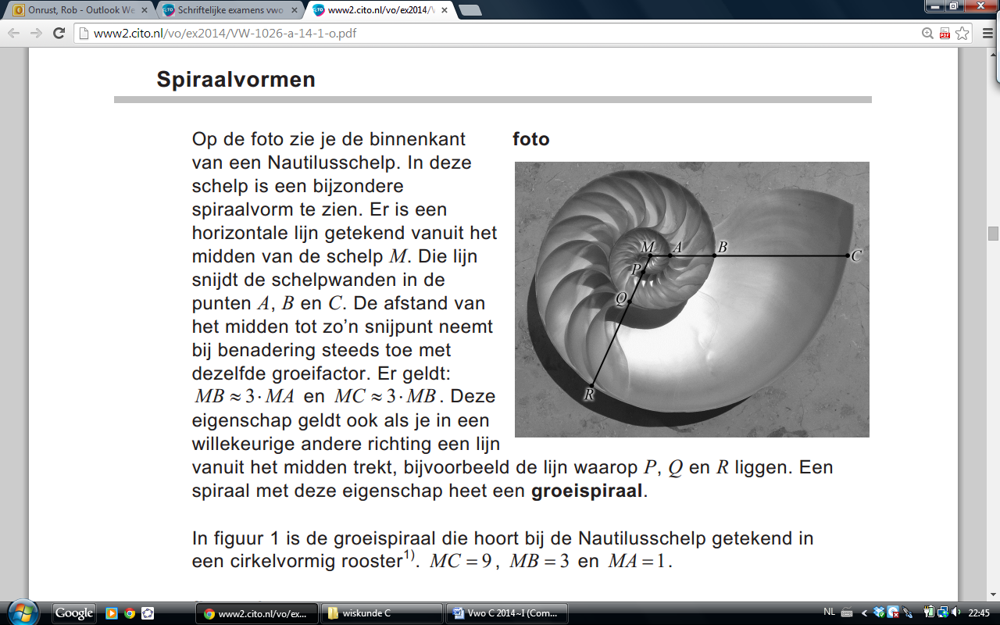 Onrust, Rob - Outlook We
Schriftelijke examens vwo
www2.cito.nl/vo/ex2014/V
www2.cito.nl/vo/ex2014/VW-1026-a-14-1-o.pdf
Spiraalvormen
Op de foto zie je de binnenkant
van een Nautilusschelp. In deze
schelp is een bijzondere
spiraalvorm te zien. Er is een
horizontale lijn getekend vanuit het
midden van de schelp M. Die lijn
snijdt de schelpwanden in de
punten A, B en C. De afstand van
het midden tot zo’n snijpunt neemt
bij benadering steeds toe met
dezelfde groeifactor. Er geldt:
MB ≈ 3 · MA en MC ≈ 3 · MB. Deze
eigenschap geldt ook als je in een
willekeurige andere richting een lijn
vanuit het midden trekt, bijvoorbeeld de lijn waarop P, Q en R liggen. Een
spiraal met deze eigenschap heet een groeispiraal.
foto
M A B C
P
Q
R
In figuur 1 is de groeispiraal die hoort bij de Nautilusschelp getekend in
een cirkelvormig rooster1). MC = 9, MB = 3 en MA = 1.
Google
www2.cito.nl/vo/ex...
wiskunde C
Vwo C 2014~I (Com...
NL
22:45